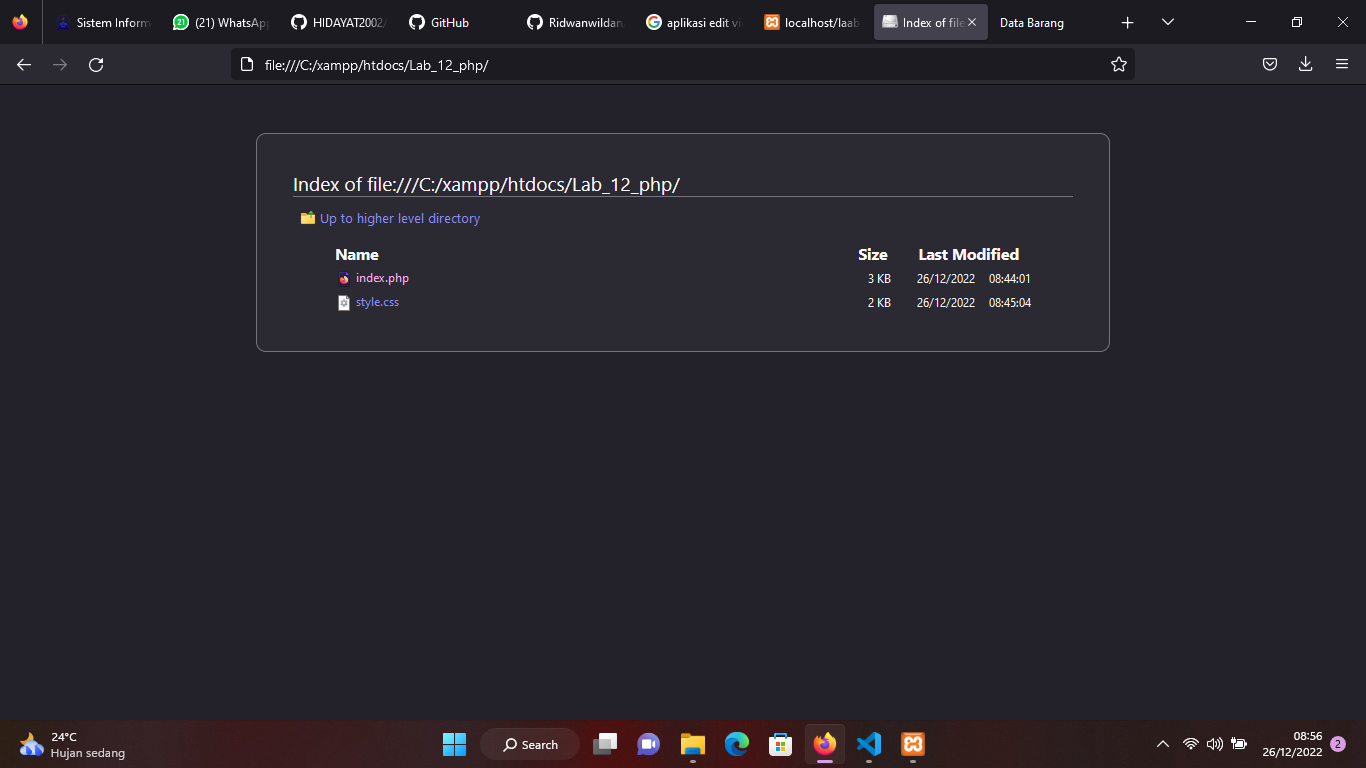 Sistem Inform
(21) WhatsApp
HIDAYAT2002/
GitHub
Ridwanwildan
aplikasi edit vi
localhost/laab
Index of file
Data Barang
file:///C:/xampp/htdocs/Lab_12_php/
Index of file:///C:/xampp/htdocs/Lab_12_php/
Up to higher level directory
Name Size Last Modified
index.php 3 KB 26/12/2022 08:44:01
style.css 2 KB 26/12/2022 08:45:04
24°C
Hujan sedang
Search
08:56
26/12/2022
2